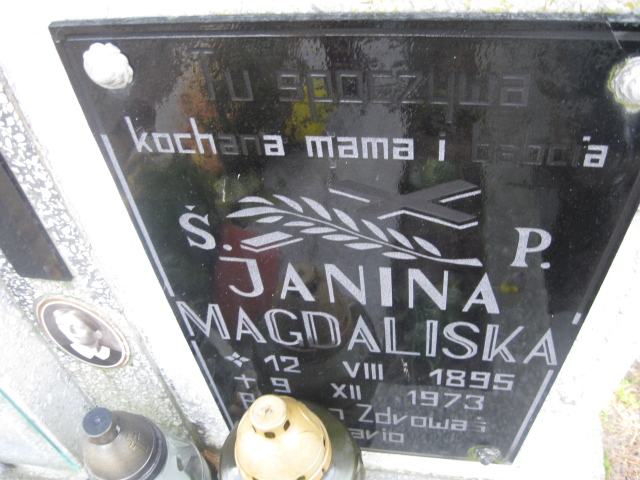 Tu spoczywa
kochana mama i babcia
Ś. P.
JANINA
MAGDALISKA
12 VIII 1895
+ 9 XII 1973
Zdrowaś